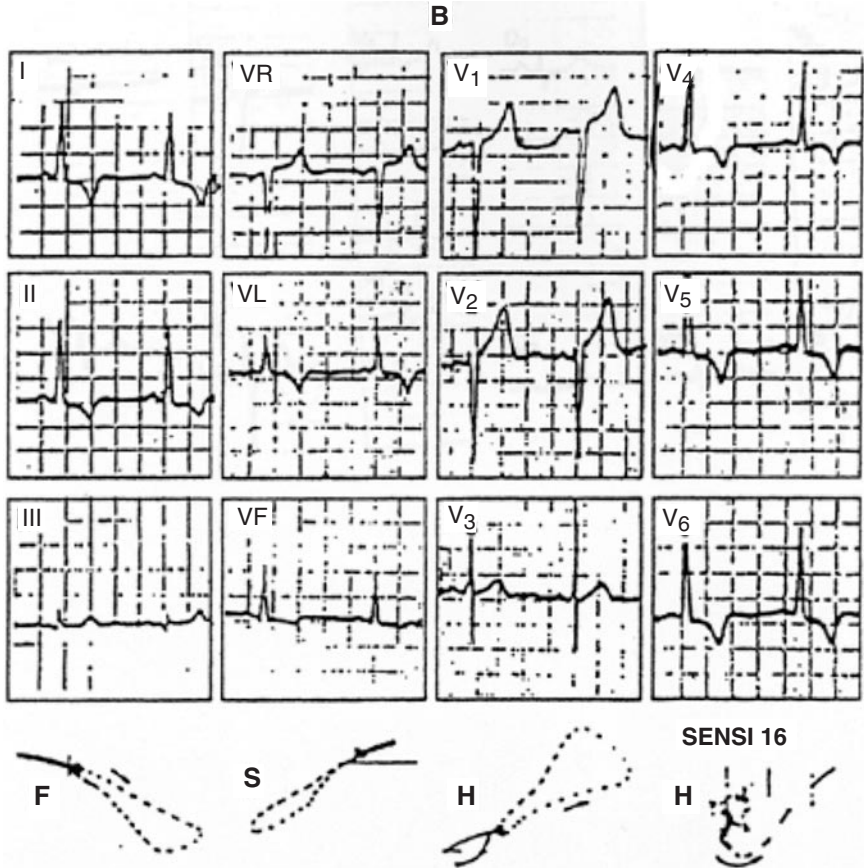 B
I VR V1 V4
II VL V2 V5
III VF V3 V6
SENSI 16
F S H H